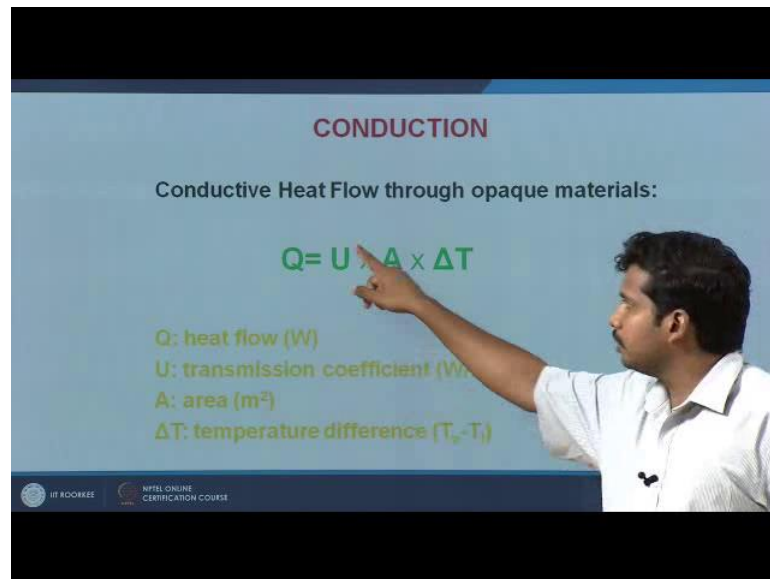 CONDUCTION
Conductive Heat Flow through opaque materials:
Q= U x A x ΔT
Q: heat flow (W)
U: transmission coefficient (W/
A: area (m²)
ΔT: temperature difference (Tₒ-Tᵢ)
IIT ROORKEE
NPTEL ONLINE
CERTIFICATION COURSE